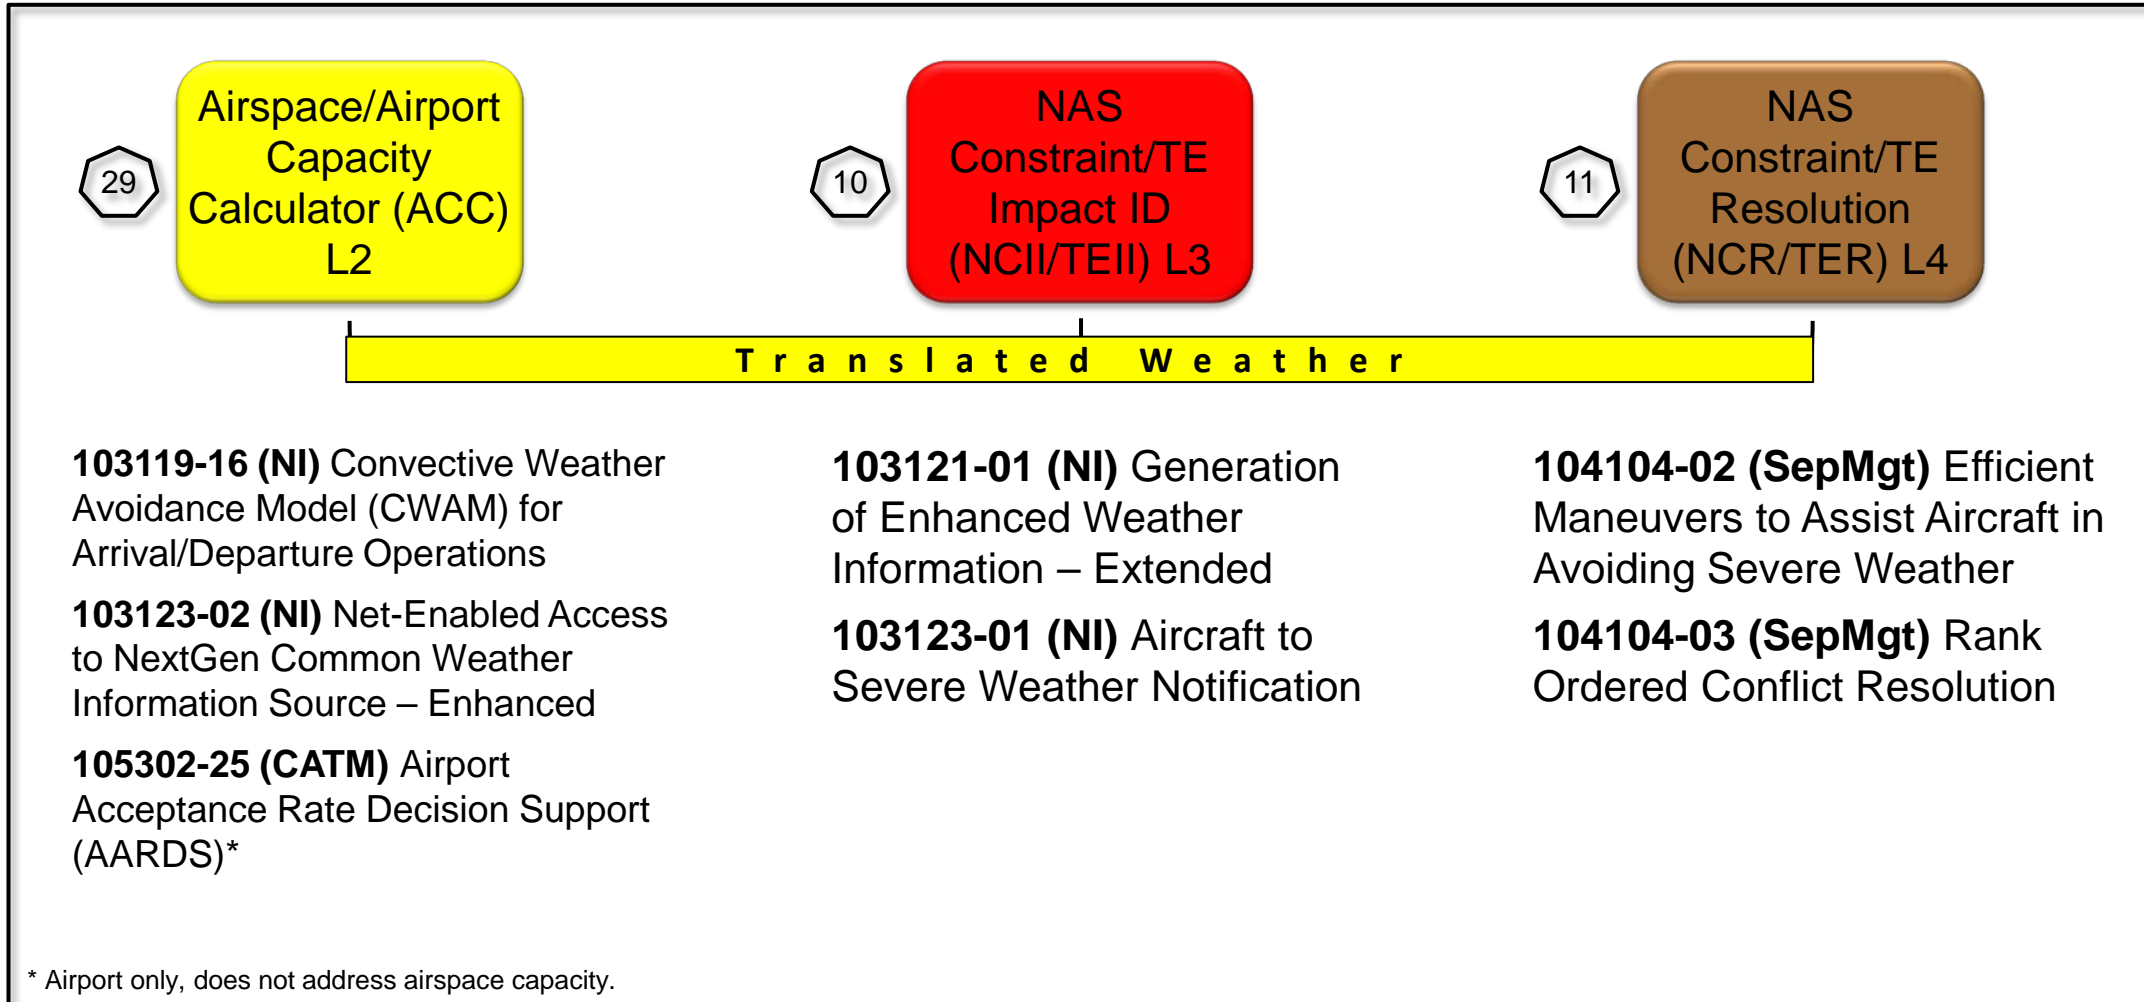 29
Airspace/Airport
Capacity
Calculator (ACC)
L2
10
NAS
Constraint/TE
Impact ID
(NCII/TEII) L3
11
NAS
Constraint/TE
Resolution
(NCR/TER) L4
Translated Weather
103119-16 (NI) Convective Weather
Avoidance Model (CWAM) for
Arrival/Departure Operations
103123-02 (NI) Net-Enabled Access
to NextGen Common Weather
Information Source – Enhanced
105302-25 (CATM) Airport
Acceptance Rate Decision Support
(AARDS)*
103121-01 (NI) Generation
of Enhanced Weather
Information – Extended
103123-01 (NI) Aircraft to
Severe Weather Notification
104104-02 (SepMgt) Efficient
Maneuvers to Assist Aircraft in
Avoiding Severe Weather
104104-03 (SepMgt) Rank
Ordered Conflict Resolution
* Airport only, does not address airspace capacity.